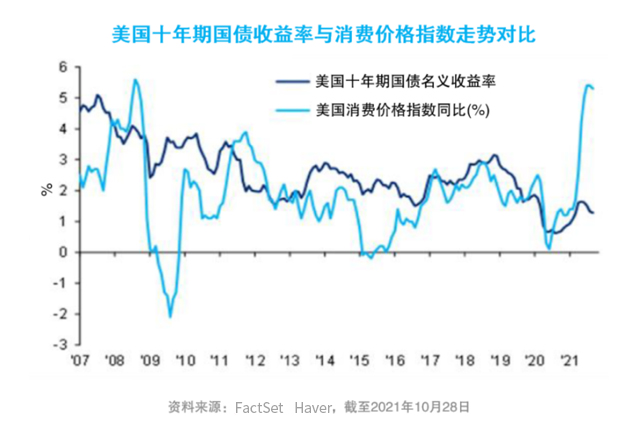 美国十年期国债收益率与消费价格指数走势对比
美国十年期国债名义收益率
美国消费价格指数同比(%)
%
6
5
4
3
2
1
0
-1
-2
-3
'07 '08 '09 '10 '11 '12 '13 '14 '15 '16 '17 '18 '19 '20 '21
资料来源：FactSet Haver，截至2021年10月28日